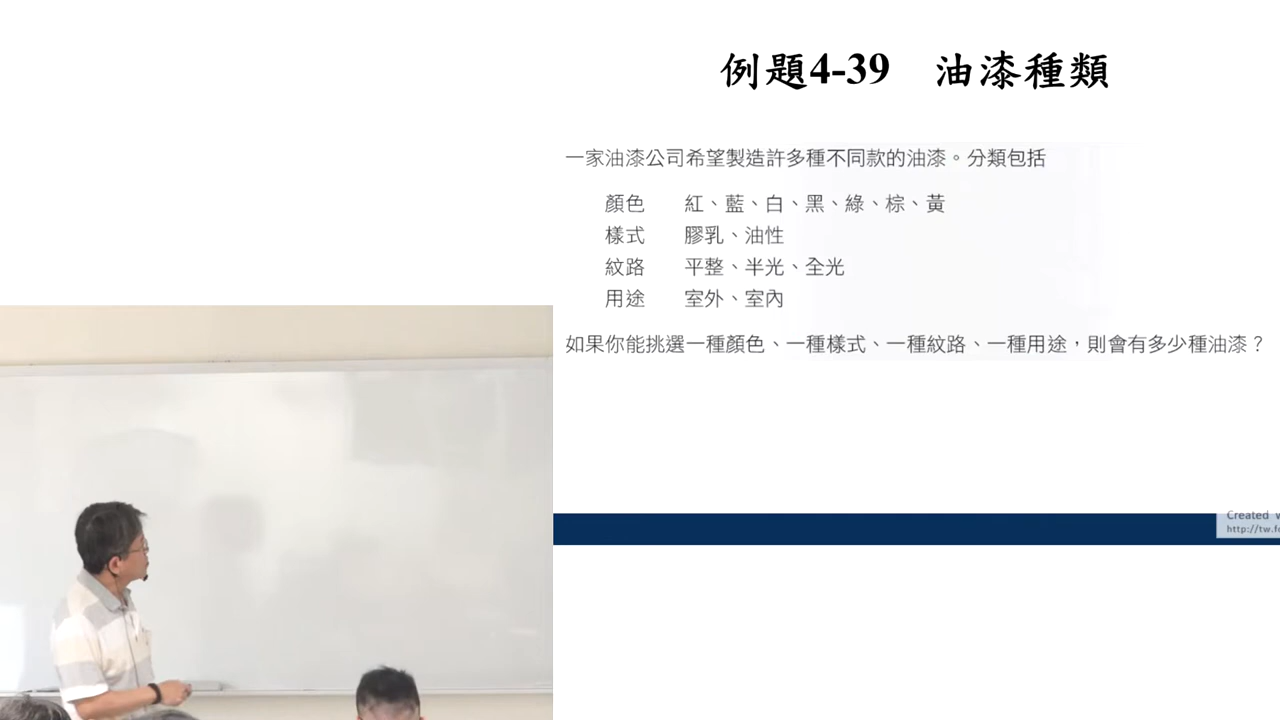 例題4-39 油漆種類
一家油漆公司希望製造許多種不同款的油漆。分類包括
顏色 紅、藍、白、黑、綠、棕、黃
樣式 膠乳、油性
紋路 平整、半光、全光
用途 室外、室內
如果你能挑選一種顏色、一種樣式、一種紋路、一種用途，則會有多少種油漆？
Created
http://tw.fo